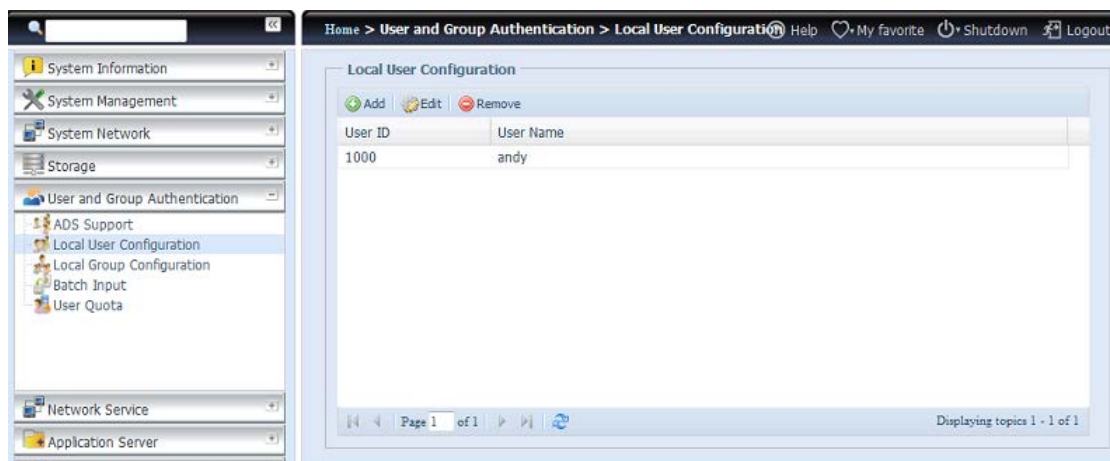 Home > User and Group Authentication > Local User Configuration
Help My favorite Shutdown Logout
System Information
System Management
System Network
Storage
User and Group Authentication
ADS Support
Local User Configuration
Local Group Configuration
Batch Input
User Quota
Network Service
Application Server
Local User Configuration
Add Edit Remove
User ID User Name
1000 andy
Page 1 of 1
Displaying topics 1 - 1 of 1